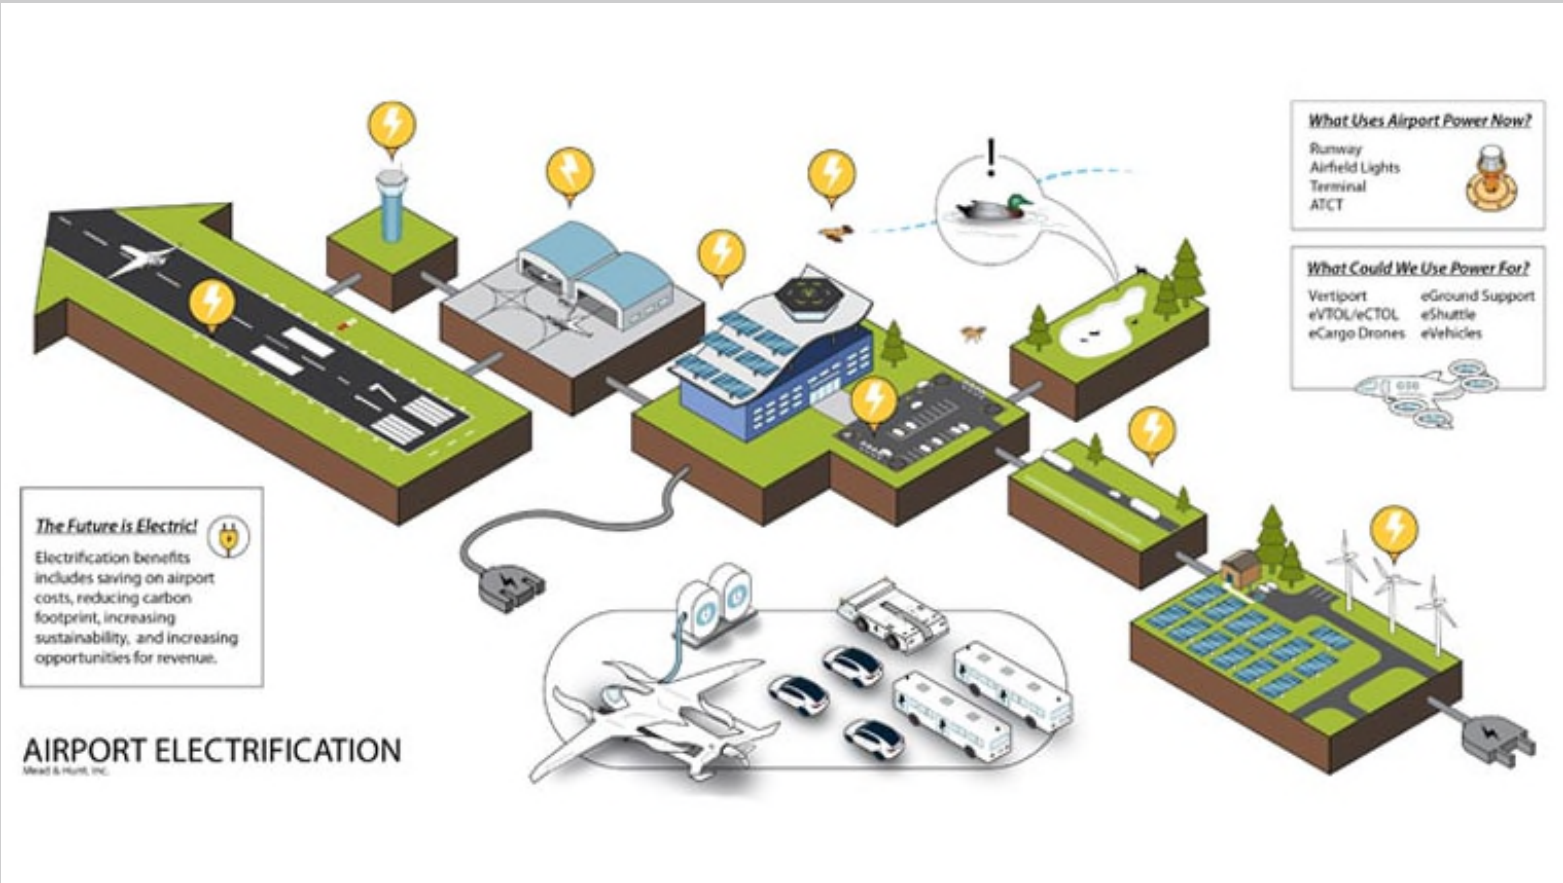 What Uses Airport Power Now?
Runway
Airfield Lights
Terminal
ATCT
What Could We Use Power For?
Vertiport eGround Support
eVTOL/eCTOL eShuttle
eCargo Drones eVehicles
The Future is Electric!
Electrification benefits
includes saving on airport
costs, reducing carbon
footprint, increasing
sustainability, and increasing
opportunities for revenue.
AIRPORT ELECTRIFICATION
Mead & Hunt, Inc.